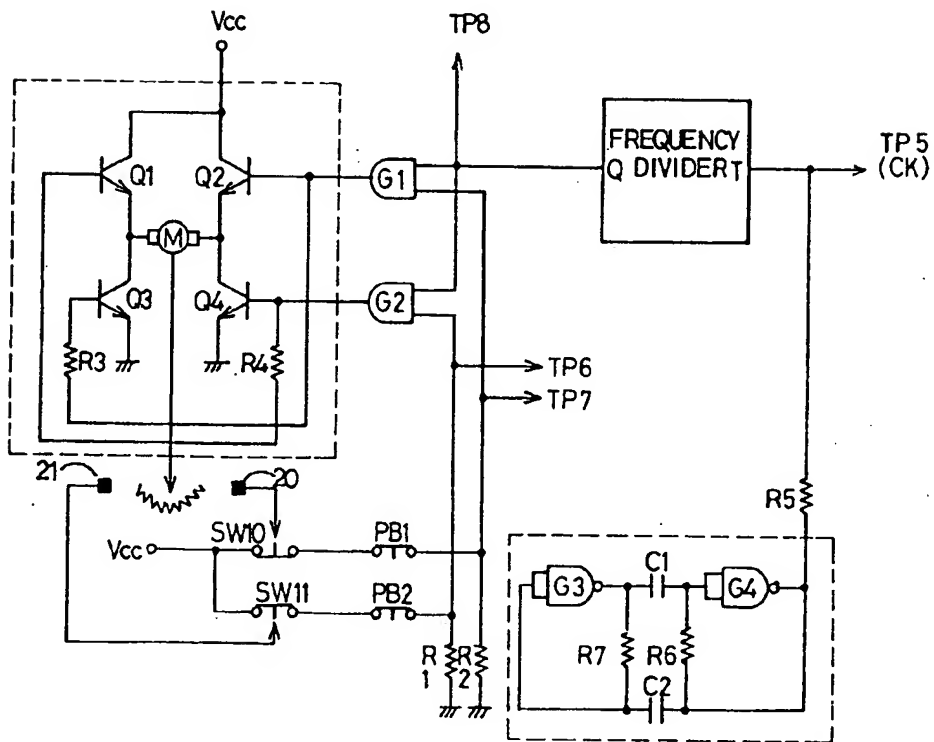 Vcc
TP8
FREQUENCY
Q DIVIDER T
TP5
(CK)
Q1
Q2
G1
M
Q3
Q4
G2
R3
R4
TP6
TP7
21
20
R5
Vcc
SW10
PB1
SW11
PB2
R
1
R
2
G3
C1
G4
R7
R6
C2